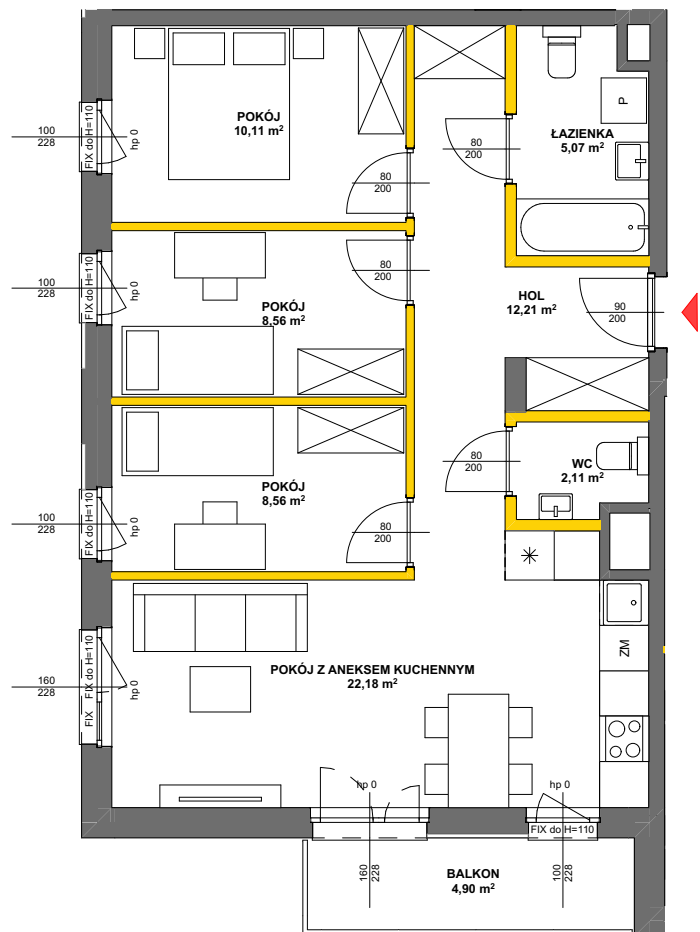 POKÓJ
10,11 m²
100
228
FIX do H=110
hp 0
80
200
80
200
P
ŁAZIENKA
5,07 m²
POKÓJ
8,56 m²
100
228
FIX do H=110
hp 0
80
200
HOL
12,21 m²
90
200
POKÓJ
8,56 m²
100
228
FIX do H=110
hp 0
80
200
80
200
WC
2,11 m²
ZM
POKÓJ Z ANEKSEM KUCHENNYM
22,18 m²
160
228
FIX
FIX do H=110
hp 0
hp 0
hp 0
FIX do H=110
160
228
100
228
BALKON
4,90 m²